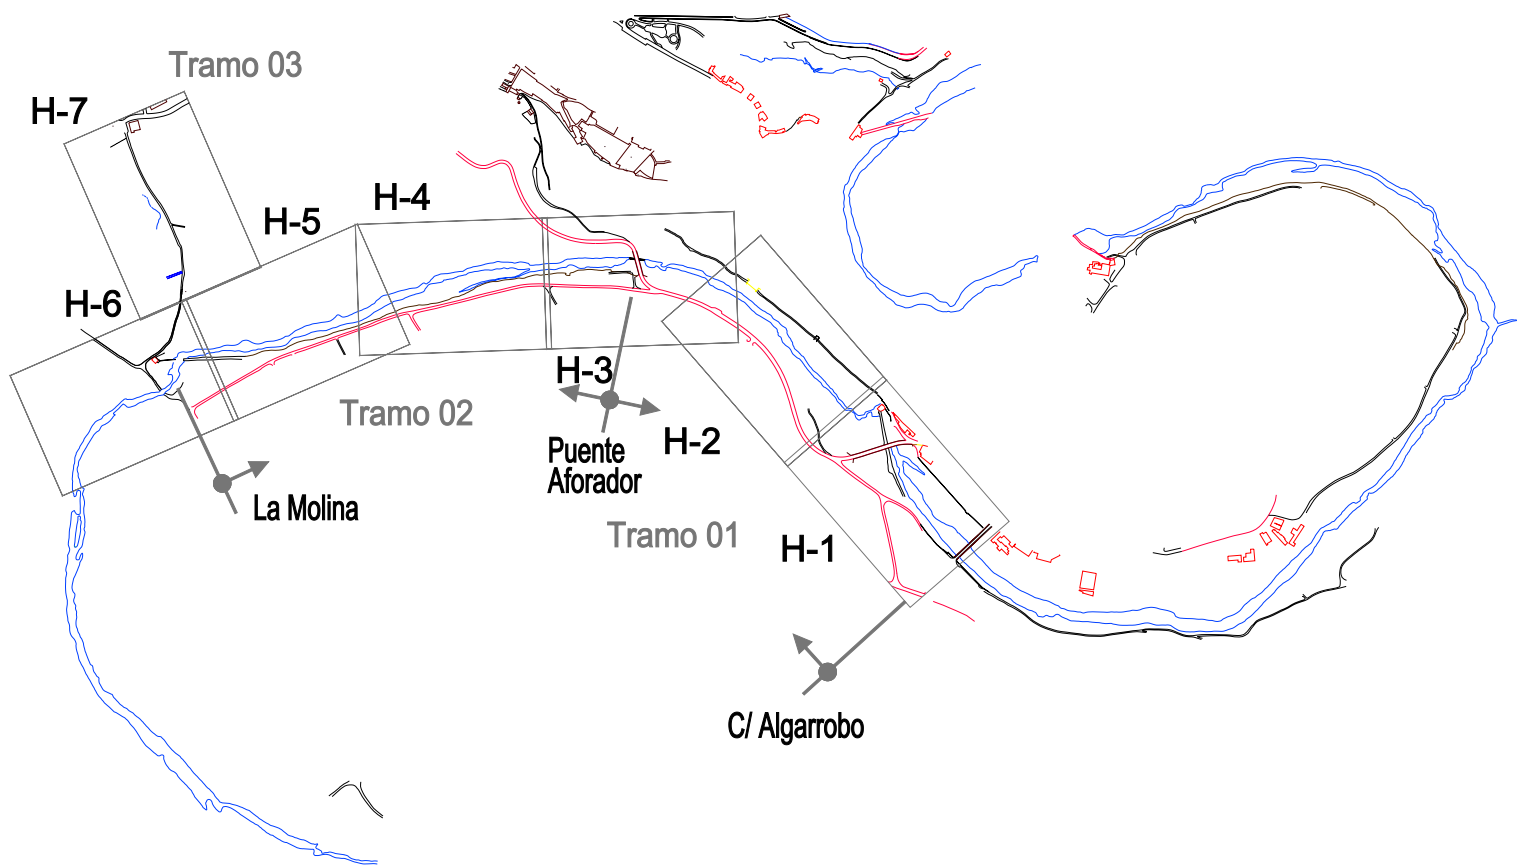 Tramo 03
H-7
H-4
H-5
H-6
H-3
Tramo 02
H-2
Puente
Aforador
La Molina
Tramo 01
H-1
C/ Algarrobo